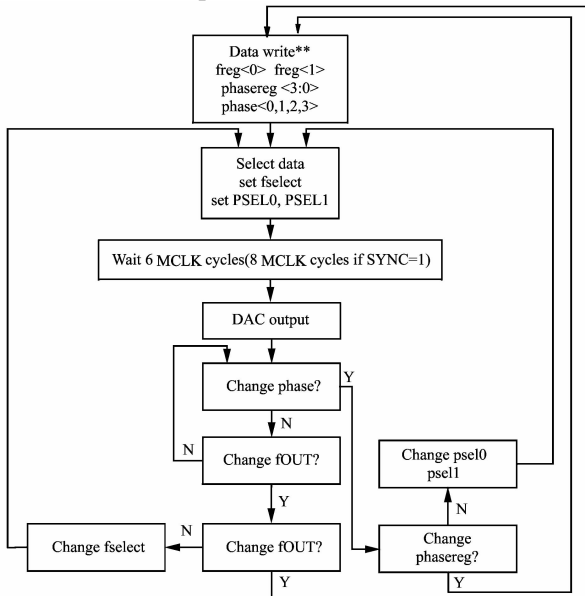 Data write**
freg<0> freg<1>
phasereg <3:0>
phase<0,1,2,3>
Select data
set fselect
set PSEL0, PSEL1
Wait 6 MCLK cycles(8 MCLK cycles if SYNC=1)
DAC output
Change phase?
Y
N
N
Change fOUT?
Change psel0
psel1
Y
N
N
Change fselect
Change fOUT?
Change
phasereg?
Y
Y